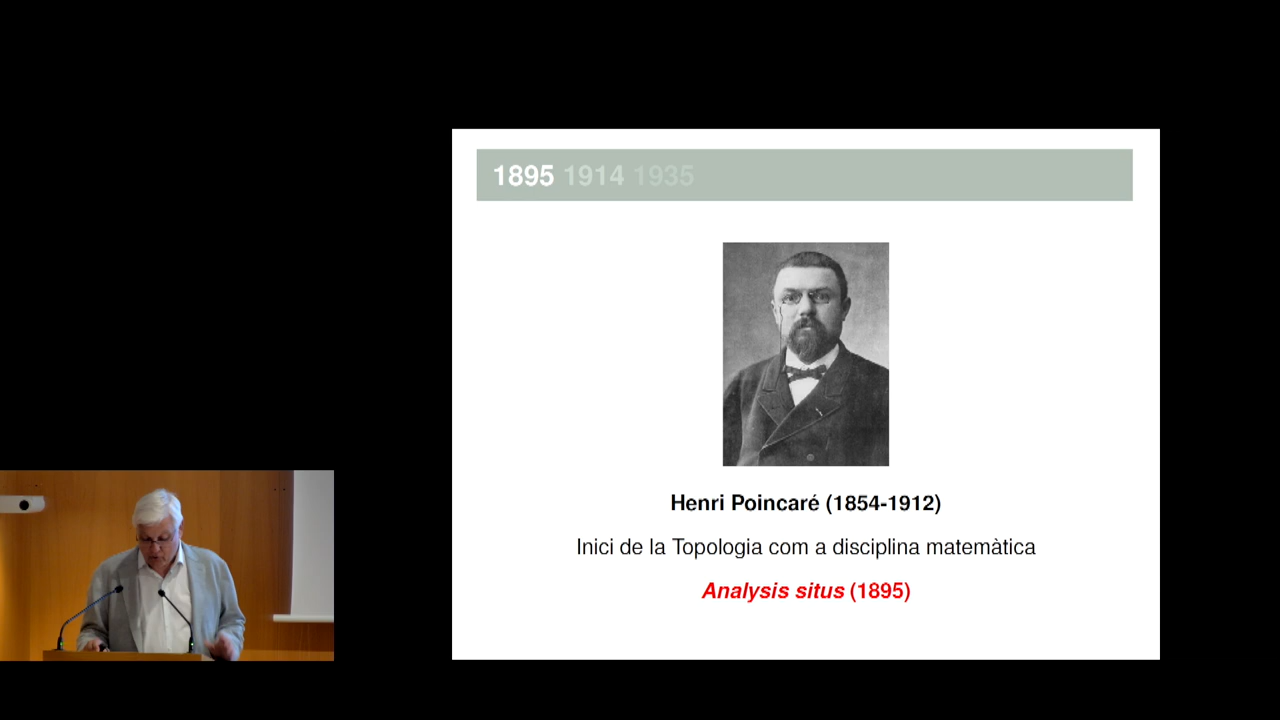 1895 1914 1935
Henri Poincaré (1854-1912)
Inici de la Topologia com a disciplina matemàtica
Analysis situs (1895)